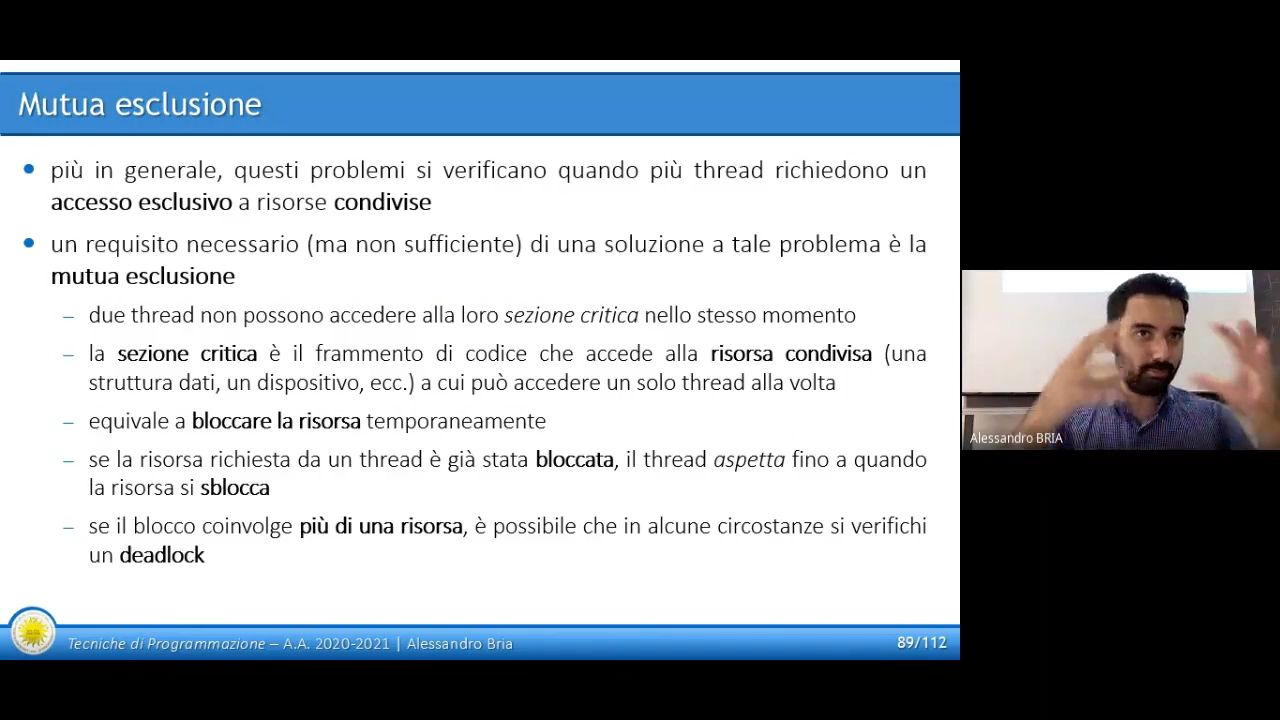 Mutua esclusione
più in generale, questi problemi si verificano quando più thread richiedono un
accesso esclusivo a risorse condivise
un requisito necessario (ma non sufficiente) di una soluzione a tale problema è la
mutua esclusione
– due thread non possono accedere alla loro sezione critica nello stesso momento
– la sezione critica è il frammento di codice che accede alla risorsa condivisa (una
struttura dati, un dispositivo, ecc.) a cui può accedere un solo thread alla volta
– equivale a bloccare la risorsa temporaneamente
– se la risorsa richiesta da un thread è già stata bloccata, il thread aspetta fino a quando
la risorsa si sblocca
– se il blocco coinvolge più di una risorsa, è possibile che in alcune circostanze si verifichi
un deadlock
Alessandro BRIA
Tecniche di Programmazione – A.A. 2020-2021 | Alessandro Bria
89/112